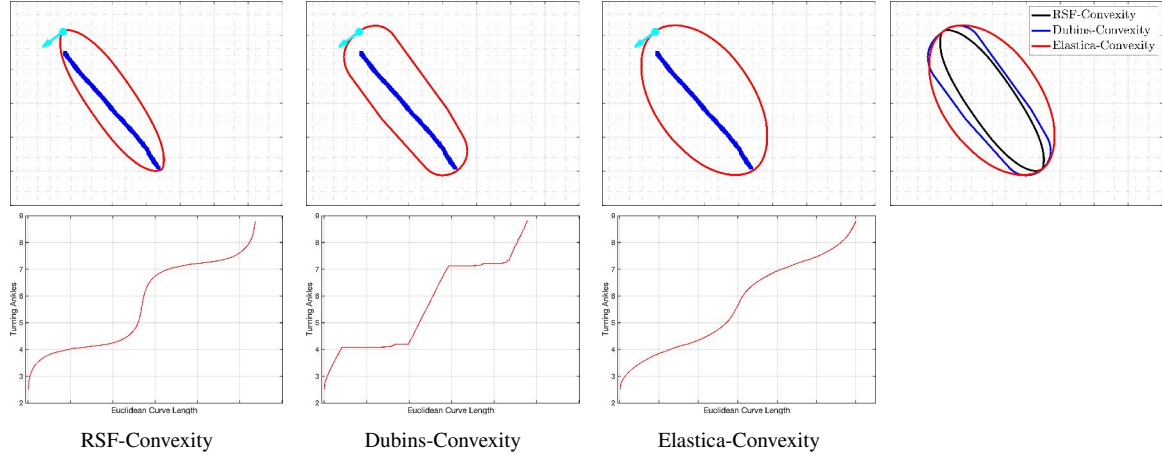 RSF-Convexity
Dubins-Convexity
Elastica-Convexity
9
8
7
6
5
4
3
2
Turning Ankles
Euclidean Curve Length
9
8
7
6
5
4
3
2
Turning Ankles
Euclidean Curve Length
9
8
7
6
5
4
3
2
Turning Ankles
Euclidean Curve Length
RSF-Convexity
Dubins-Convexity
Elastica-Convexity